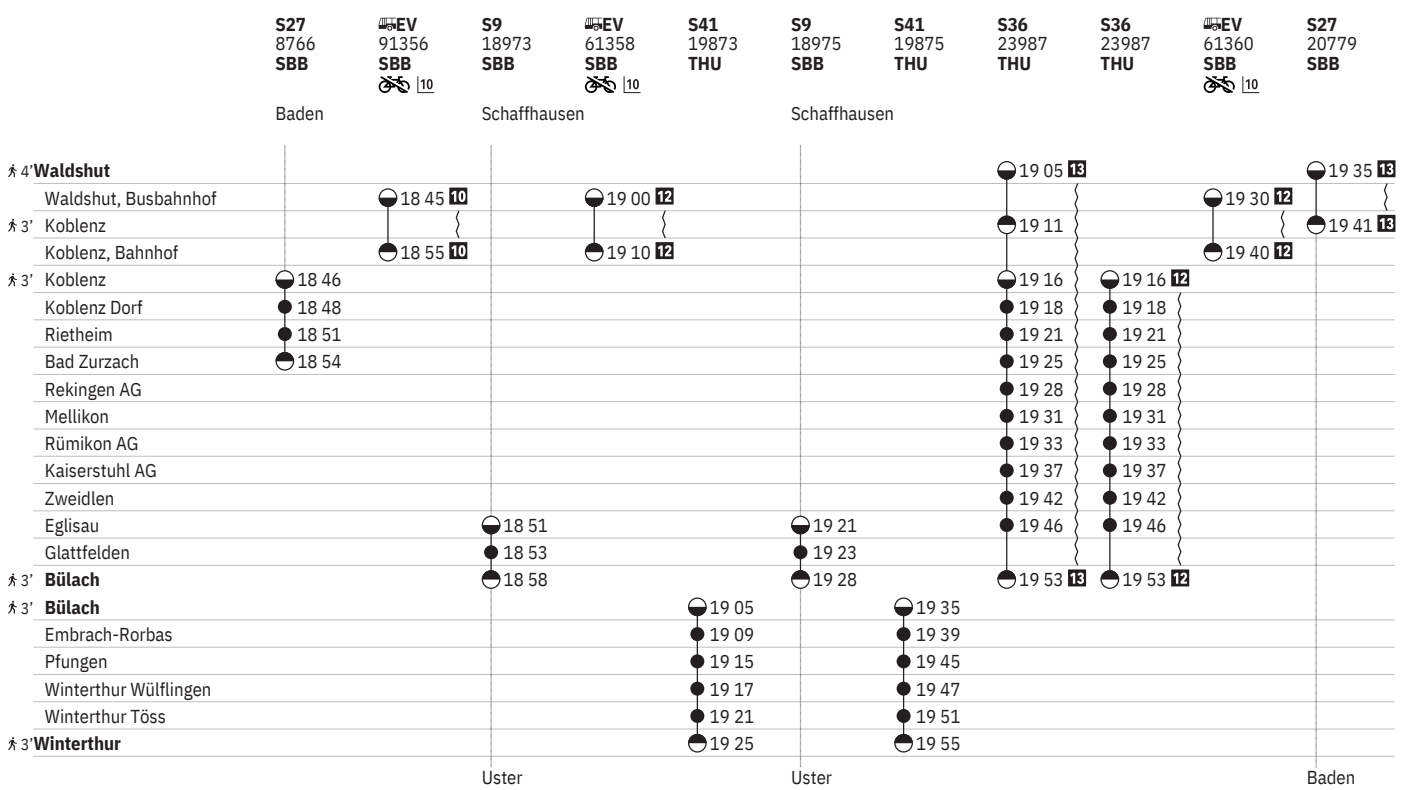 S27 EV S9 EV S41 S9 S41 S36 S36 EV S27
8766 91356 18973 61358 19873 18975 19875 23987 23987 61360 20779
SBB SBB SBB SBB THU SBB THU THU THU SBB SBB
10 10 10
Baden Schaffhausen Schaffhausen
4’ Waldshut 19 05 13 19 35 13
Waldshut, Busbahnhof 18 45 10 19 00 12 19 30 12
3’ Koblenz 19 11 19 41 13
Koblenz, Bahnhof 18 55 10 19 10 12 19 40 12
3’ Koblenz 18 46 19 16 19 16 12
Koblenz Dorf 18 48 19 18 19 18
Rietheim 18 51 19 21 19 21
Bad Zurzach 18 54 19 25 19 25
Rekingen AG 19 28 19 28
Mellikon 19 31 19 31
Rümikon AG 19 33 19 33
Kaiserstuhl AG 19 37 19 37
Zweidlen 19 42 19 42
Eglisau 18 51 19 21 19 46 19 46
Glattfelden 18 53 19 23
3’ Bülach 18 58 19 28 19 53 13 19 53 12
3’ Bülach 19 05 19 35
Embrach-Rorbas 19 09 19 39
Pfungen 19 15 19 45
Winterthur Wülflingen 19 17 19 47
Winterthur Töss 19 21 19 51
3’ Winterthur 19 25 19 55
Uster Uster Baden